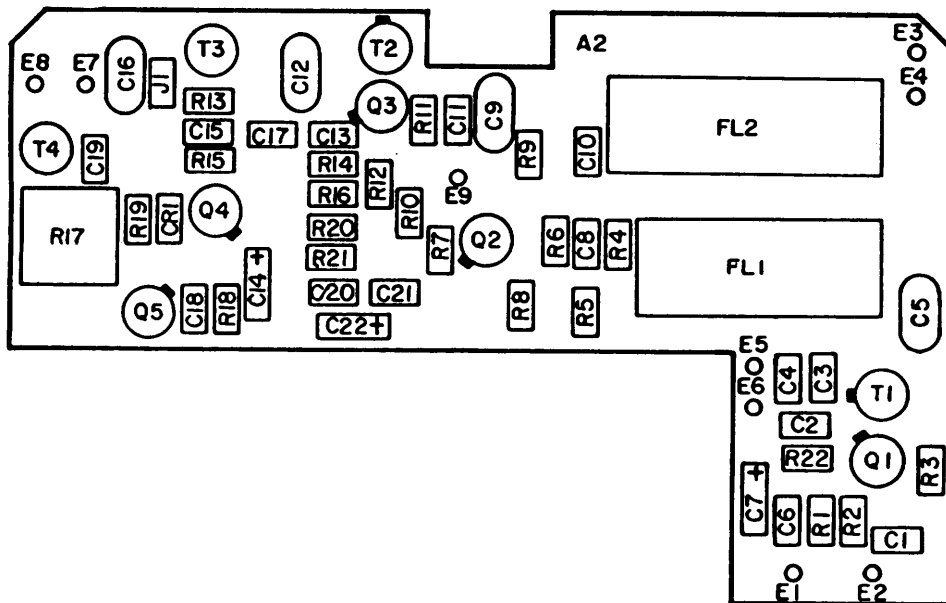 T3
T2
A2
E3
E8
E7
C16
J1
C12
E4
R13
Q3
R11
C11
C9
FL2
T4
C19
C15
C17
C13
R9
C10
R15
R14
R12
E9
R16
R10
R17
R19
CR1
Q4
R20
R7
Q2
R6
C8
R4
R21
FL1
C14 +
C20
C21
Q5
C18
R18
R8
R5
C5
C22+
E5
E6
C4
C3
T1
C2
R22
Q1
R3
C7 +
C6
R1
R2
C1
E1
E2